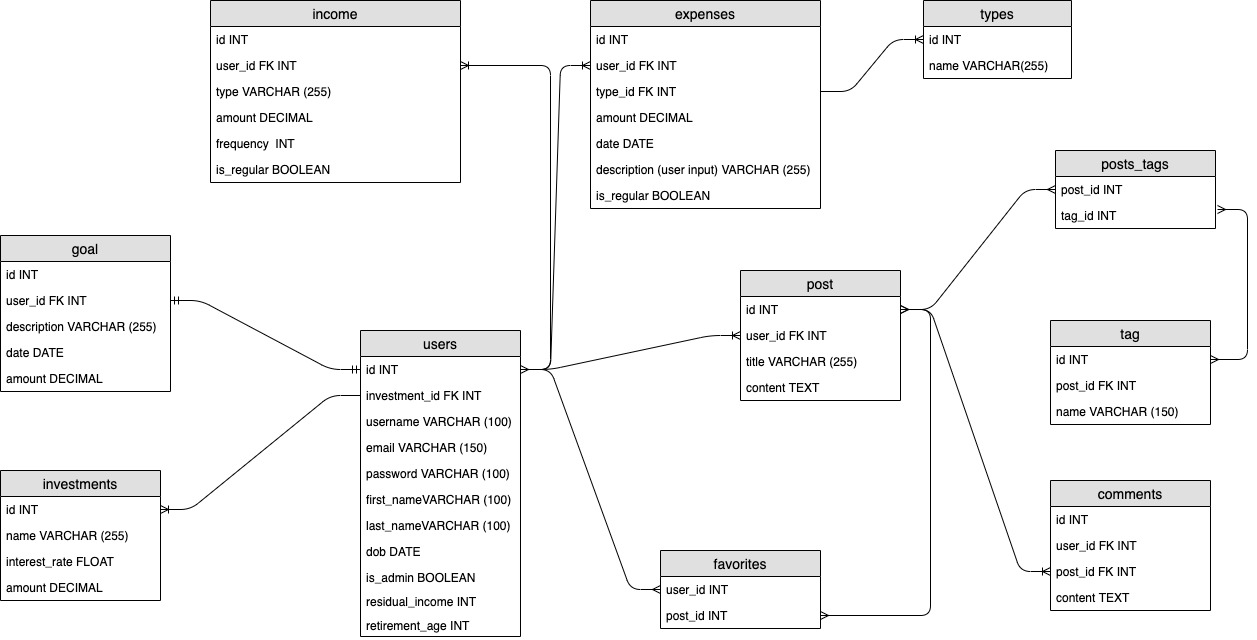 income
id INT
user_id FK INT
type VARCHAR (255)
amount DECIMAL
frequency  INT
is_regular BOOLEAN
expenses
id INT
user_id FK INT
type_id FK INT
amount DECIMAL
date DATE
description (user input) VARCHAR (255)
is_regular BOOLEAN
types
id INT
name VARCHAR(255)
posts_tags
post_id INT
tag_id INT
goal
id INT
user_id FK INT
description VARCHAR (255)
date DATE
amount DECIMAL
users
id INT
investment_id FK INT
username VARCHAR (100)
email VARCHAR (150)
password VARCHAR (100)
first_nameVARCHAR (100)
last_nameVARCHAR (100)
dob DATE
is_admin BOOLEAN
residual_income INT
retirement_age INT
post
id INT
user_id FK INT
title VARCHAR (255)
content TEXT
tag
id INT
post_id FK INT
name VARCHAR (150)
investments
id INT
name VARCHAR (255)
interest_rate FLOAT
amount DECIMAL
favorites
user_id INT
post_id INT
comments
id INT
user_id FK INT
post_id FK INT
content TEXT